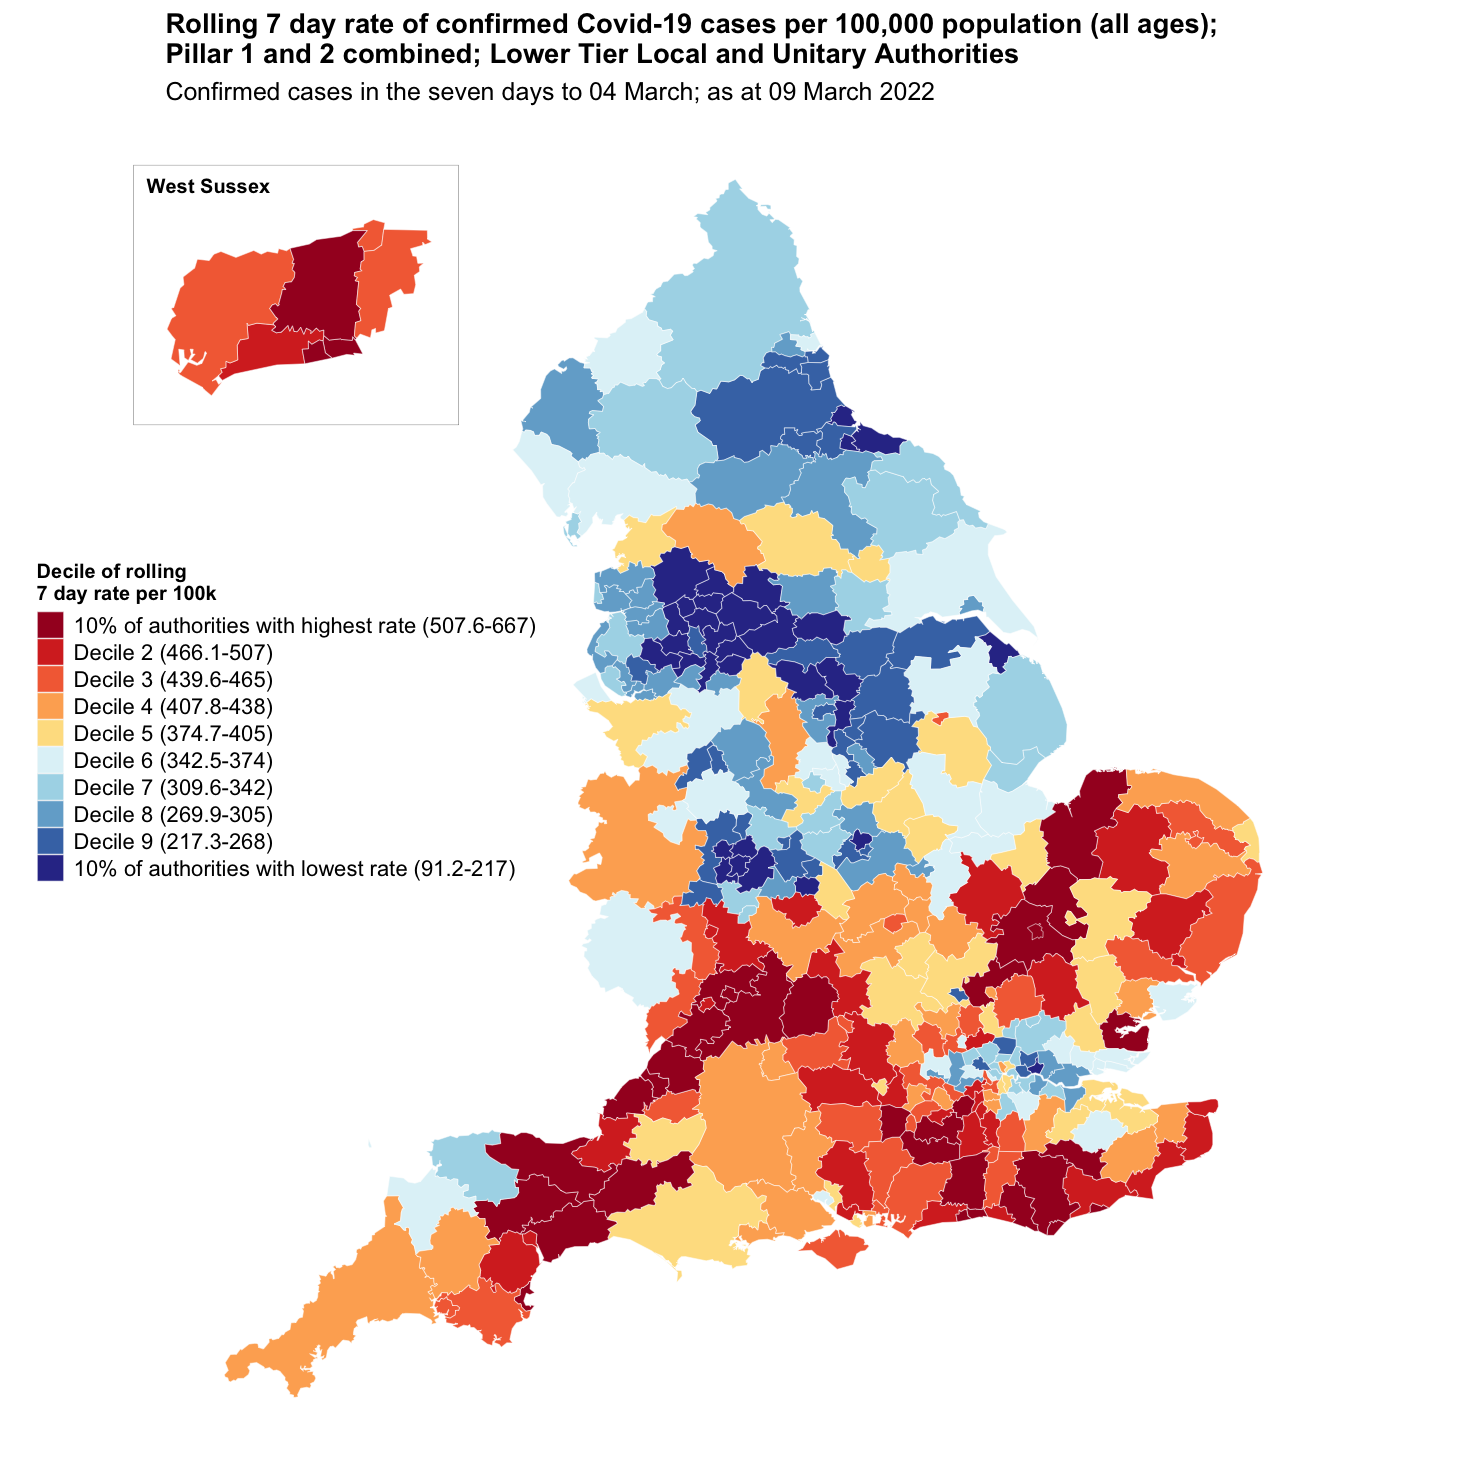 Rolling 7 day rate of confirmed Covid-19 cases per 100,000 population (all ages);
Pillar 1 and 2 combined; Lower Tier Local and Unitary Authorities
Confirmed cases in the seven days to 04 March; as at 09 March 2022
West Sussex
Decile of rolling
7 day rate per 100k
10% of authorities with highest rate (507.6-667)
Decile 2 (466.1-507)
Decile 3 (439.6-465)
Decile 4 (407.8-438)
Decile 5 (374.7-405)
Decile 6 (342.5-374)
Decile 7 (309.6-342)
Decile 8 (269.9-305)
Decile 9 (217.3-268)
10% of authorities with lowest rate (91.2-217)